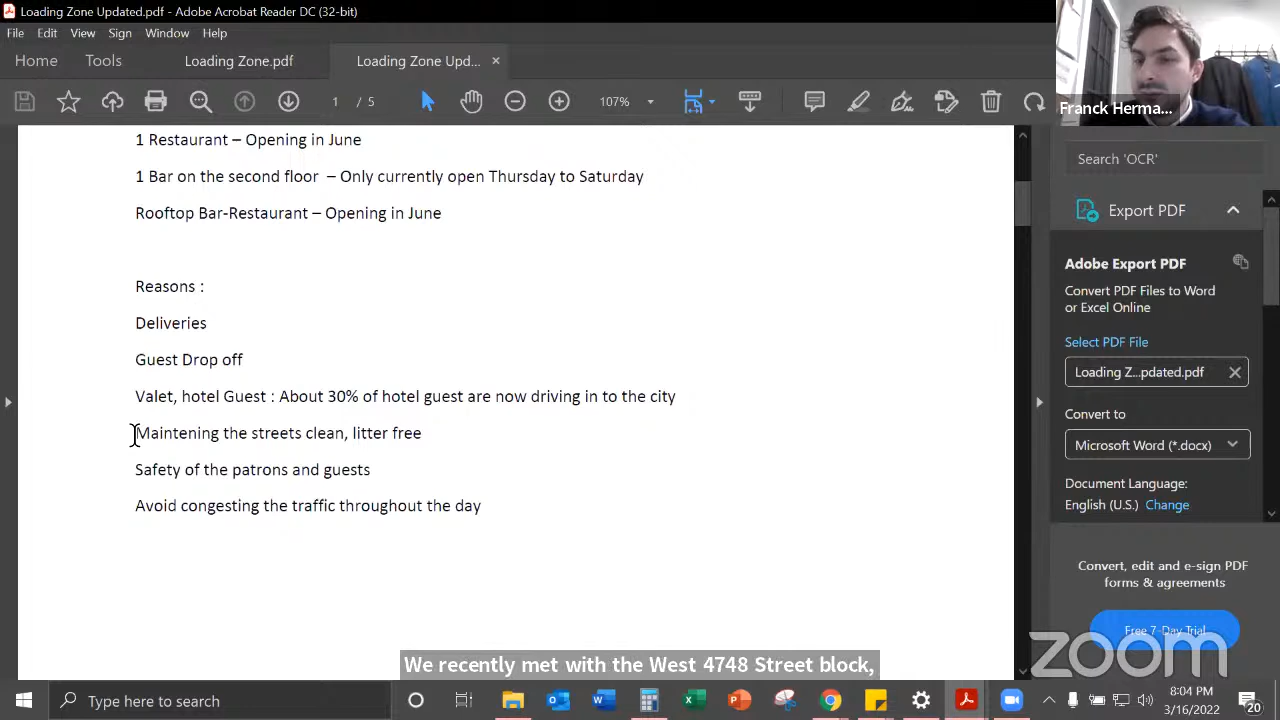 Loading Zone Updated.pdf - Adobe Acrobat Reader DC (32-bit)
File Edit View Sign Window Help
Home Tools Loading Zone.pdf Loading Zone Upd... ×
1 / 5 107%
Franck Herma...
1 Restaurant – Opening in June
1 Bar on the second floor – Only currently open Thursday to Saturday
Rooftop Bar-Restaurant – Opening in June
Reasons :
Deliveries
Guest Drop off
Valet, hotel Guest : About 30% of hotel guest are now driving in to the city
Maintening the streets clean, litter free
Safety of the patrons and guests
Avoid congesting the traffic throughout the day
Search 'OCR'
Export PDF
Adobe Export PDF
Convert PDF Files to Word
or Excel Online
Select PDF File
Loading Z...pdated.pdf
Convert to
Microsoft Word (*.docx)
Document Language:
English (U.S.) Change
Convert, edit and e-sign PDF
forms & agreements
Free 7-Day Trial
zoom
We recently met with the West 4748 Street block,
Type here to search
8:04 PM
3/16/2022
20